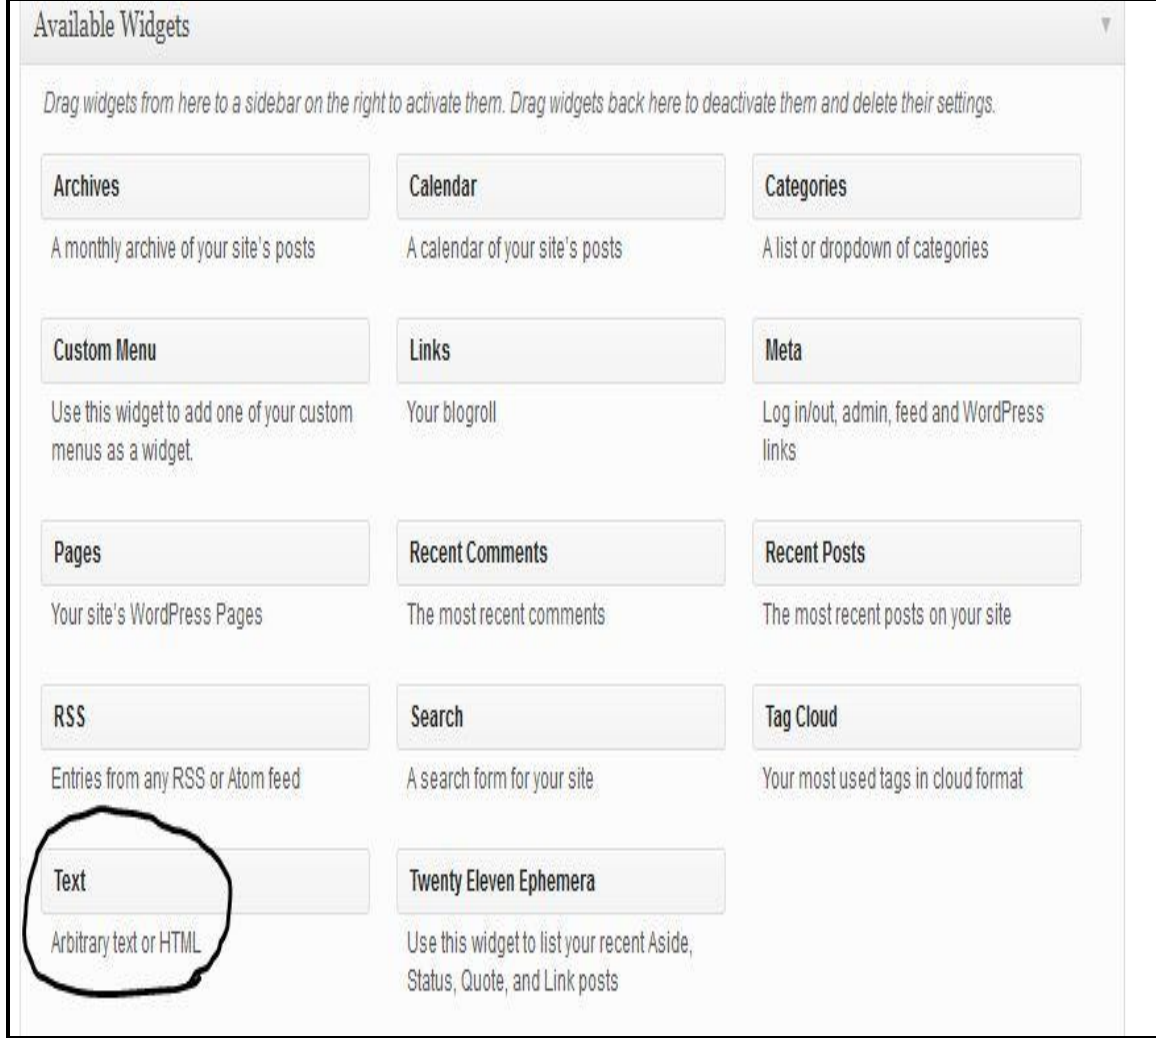 Available Widgets
Drag widgets from here to a sidebar on the right to activate them. Drag widgets back here to deactivate them and delete their settings.
Archives
A monthly archive of your site's posts
Calendar
A calendar of your site's posts
Categories
A list or dropdown of categories
Custom Menu
Use this widget to add one of your custom
menus as a widget.
Links
Your blogroll
Meta
Log in/out, admin, feed and WordPress
links
Pages
Your site's WordPress Pages
Recent Comments
The most recent comments
Recent Posts
The most recent posts on your site
RSS
Entries from any RSS or Atom feed
Search
A search form for your site
Tag Cloud
Your most used tags in cloud format
Text
Arbitrary text or HTML
Twenty Eleven Ephemera
Use this widget to list your recent Aside,
Status, Quote, and Link posts